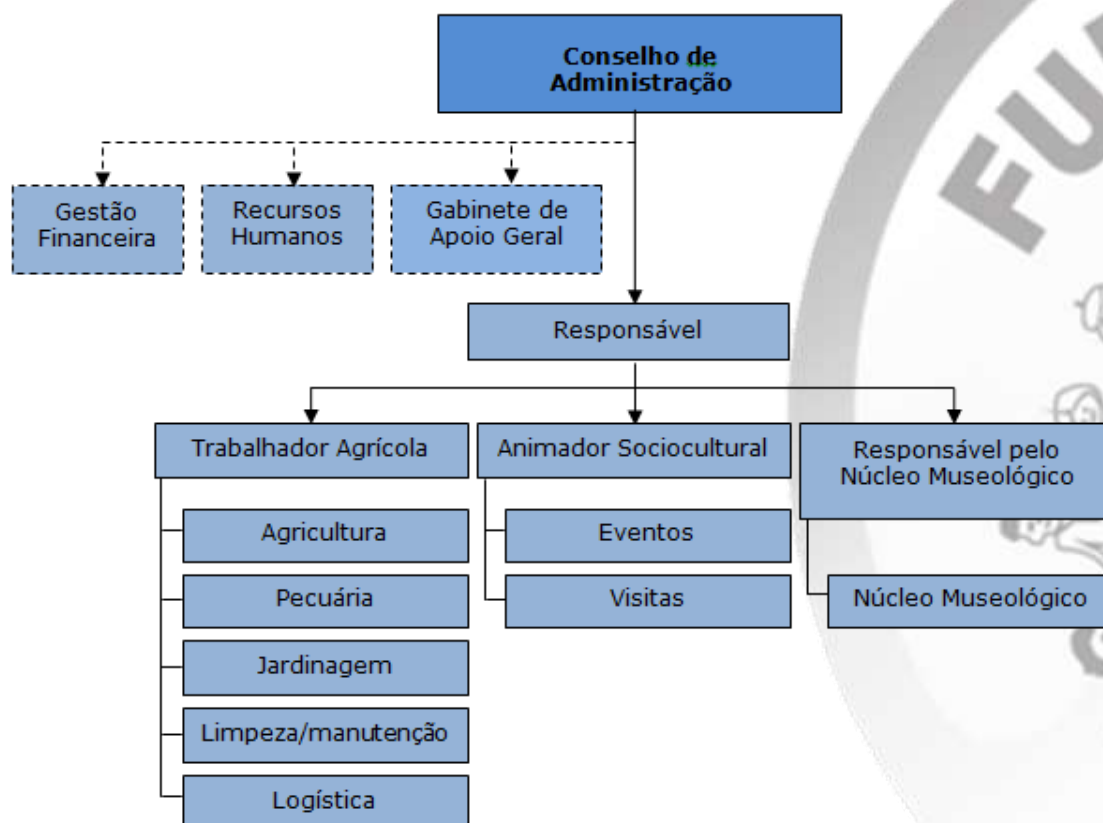 Conselho de
Administração
Gestão
Financeira
Recursos
Humanos
Gabinete de
Apoio Geral
Responsável
Trabalhador Agrícola
Animador Sociocultural
Responsável pelo
Núcleo Museológico
Agricultura
Eventos
Pecuária
Visitas
Núcleo Museológico
Jardinagem
Limpeza/manutenção
Logística